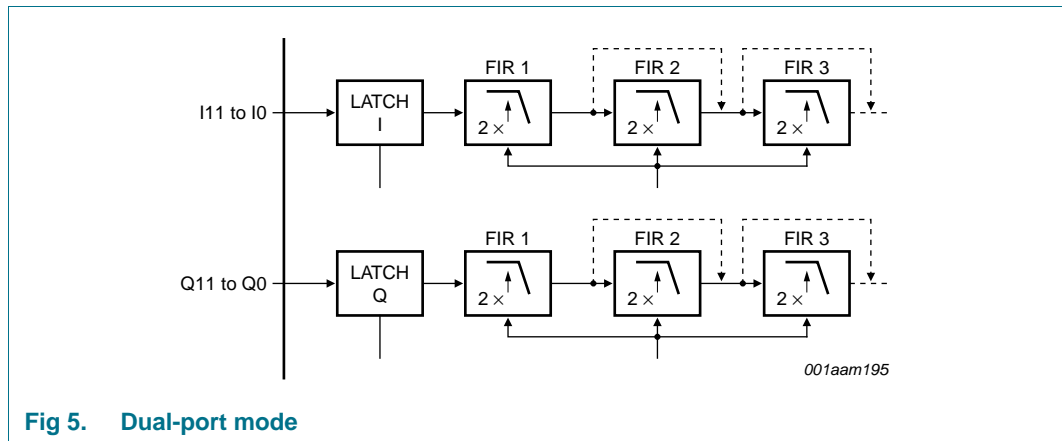 FIR 1 FIR 2 FIR 3
I11 to I0
LATCH
I
2 ×
2 ×
2 ×
FIR 1 FIR 2 FIR 3
Q11 to Q0
LATCH
Q
2 ×
2 ×
2 ×
001aam195
Fig 5. Dual-port mode